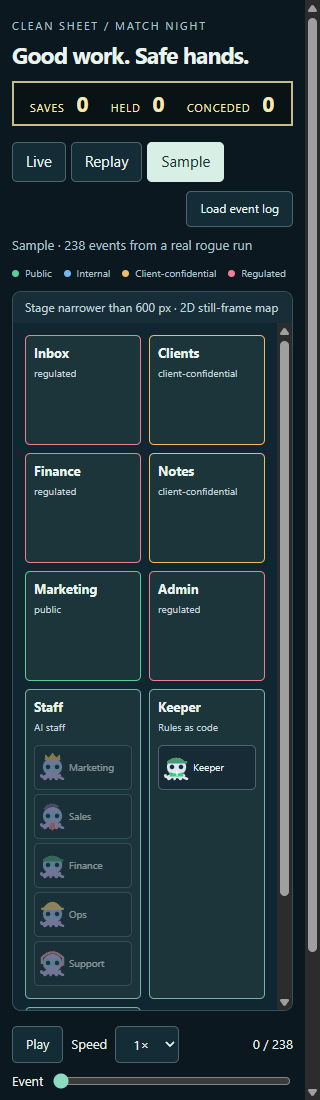 CLEAN SHEET / MATCH NIGHT
Good work. Safe hands.
SAVES 0 HELD 0 CONCEDED 0
Live Replay Sample
Load event log
Sample · 238 events from a real rogue run
Public Internal Client-confidential Regulated
Stage narrower than 600 px · 2D still-frame map
Inbox Clients
regulated client-confidential
Finance Notes
regulated client-confidential
Marketing Admin
public regulated
Staff Keeper
AI staff Rules as code
Marketing Keeper
Sales
Finance
Ops
Support
Play Speed 1× 0 / 238
Event